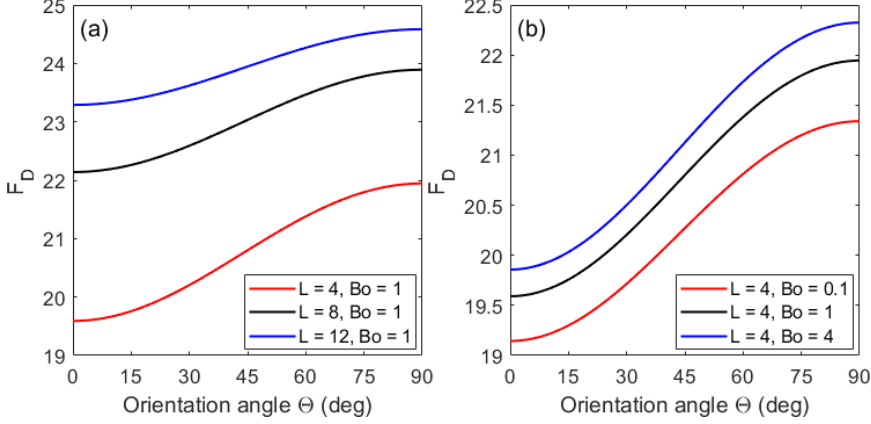 (a)
25
24
23
22
21
20
19
F_D
0 15 30 45 60 75 90
Orientation angle Θ (deg)
L = 4, Bo = 1
L = 8, Bo = 1
L = 12, Bo = 1
(b)
22.5
22
21.5
21
20.5
20
19.5
19
F_D
0 15 30 45 60 75 90
Orientation angle Θ (deg)
L = 4, Bo = 0.1
L = 4, Bo = 1
L = 4, Bo = 4